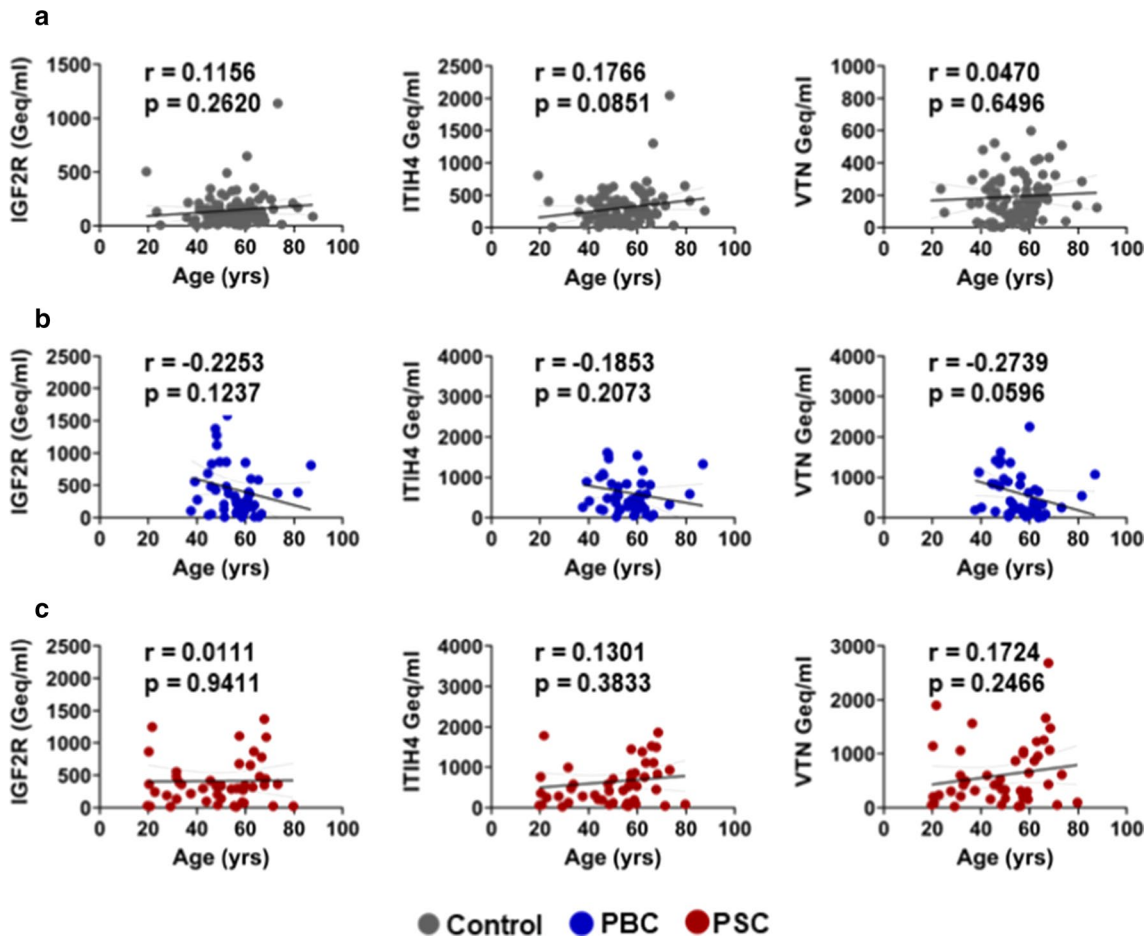 a
IGF2R (Geq/ml)
1500
1000
500
0
r = 0.1156
p = 0.2620
0 20 40 60 80 100
Age (yrs)
ITIH4 Geq/ml
2500
2000
1500
1000
500
0
r = 0.1766
p = 0.0851
0 20 40 60 80 100
Age (yrs)
VTN Geq/ml
1000
800
600
400
200
0
r = 0.0470
p = 0.6496
0 20 40 60 80 100
Age (yrs)
b
IGF2R (Geq/ml)
2500
2000
1500
1000
500
0
r = -0.2253
p = 0.1237
0 20 40 60 80 100
Age (yrs)
ITIH4 Geq/ml
4000
3000
2000
1000
0
r = -0.1853
p = 0.2073
0 20 40 60 80 100
Age (yrs)
VTN Geq/ml
4000
3000
2000
1000
0
r = -0.2739
p = 0.0596
0 20 40 60 80 100
Age (yrs)
c
IGF2R (Geq/ml)
2500
2000
1500
1000
500
0
r = 0.0111
p = 0.9411
0 20 40 60 80 100
Age (yrs)
ITIH4 Geq/ml
4000
3000
2000
1000
0
r = 0.1301
p = 0.3833
0 20 40 60 80 100
Age (yrs)
VTN Geq/ml
3000
2000
1000
0
r = 0.1724
p = 0.2466
0 20 40 60 80 100
Age (yrs)
Control PBC PSC